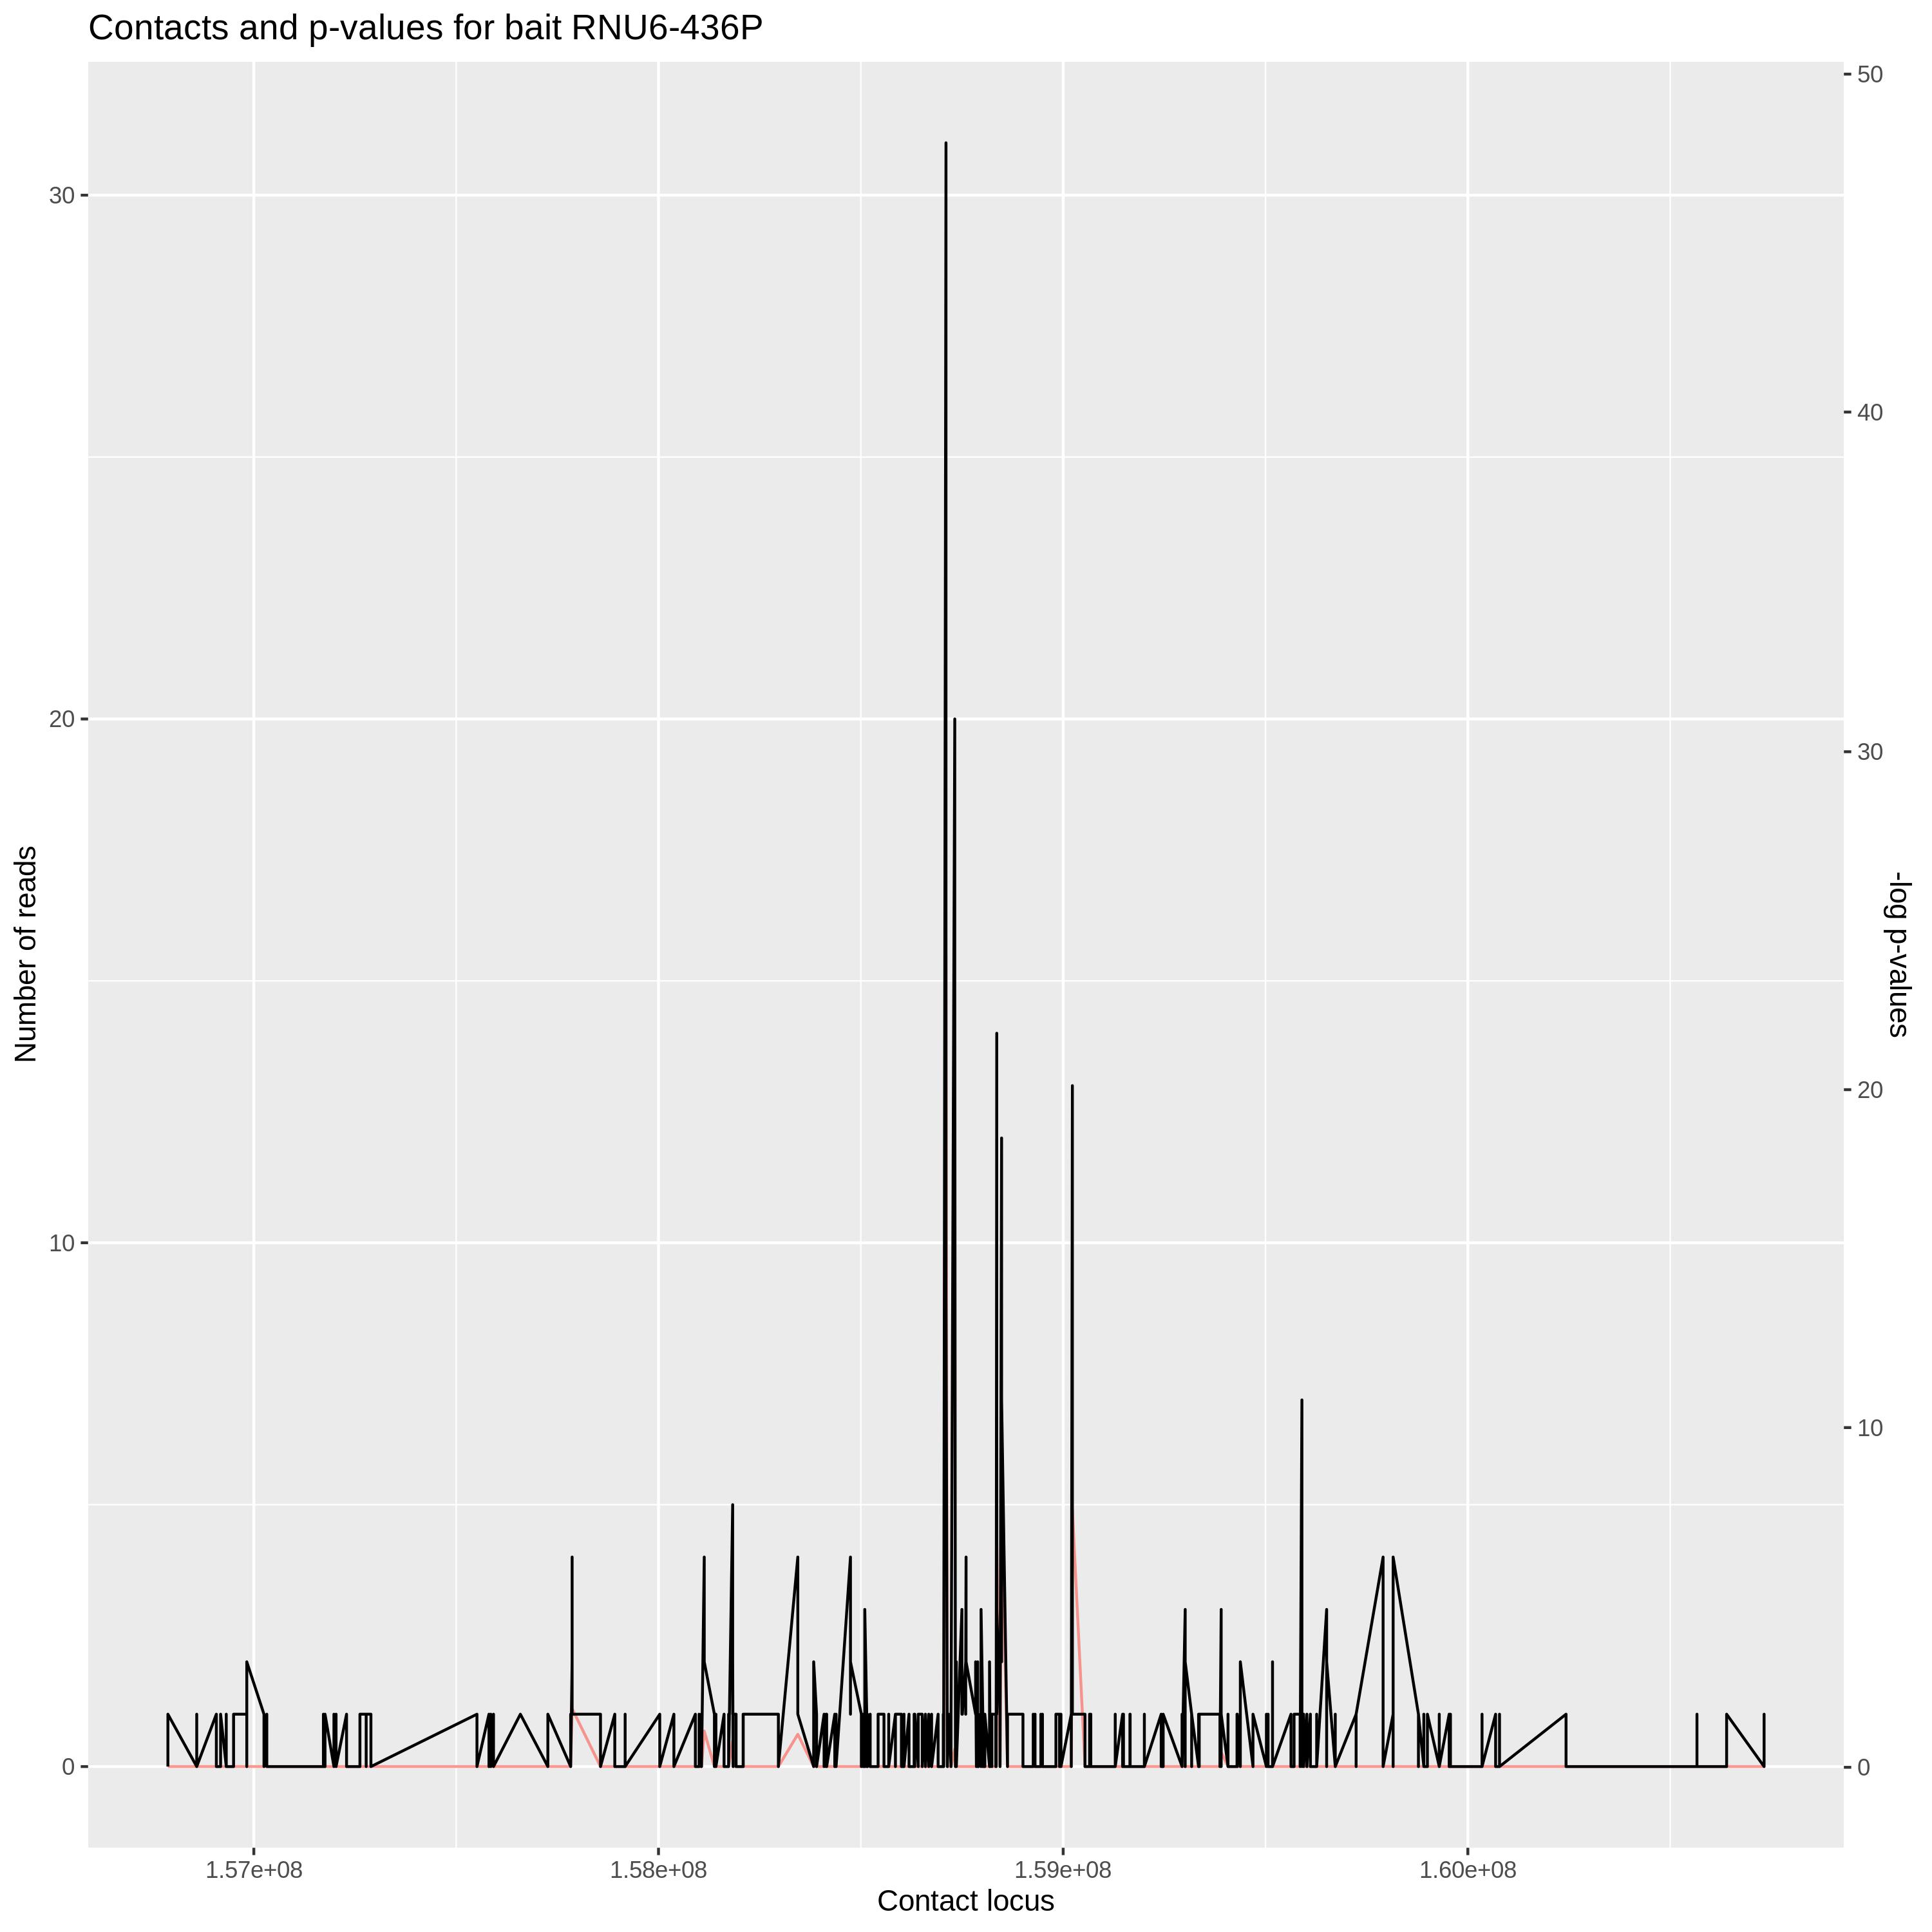 Contacts and p-values for bait RNU6-436P
50
30
40
20
30
Number of reads
-log p-values
20
10
10
0
0
1.57e+08 1.58e+08 1.59e+08 1.60e+08
Contact locus